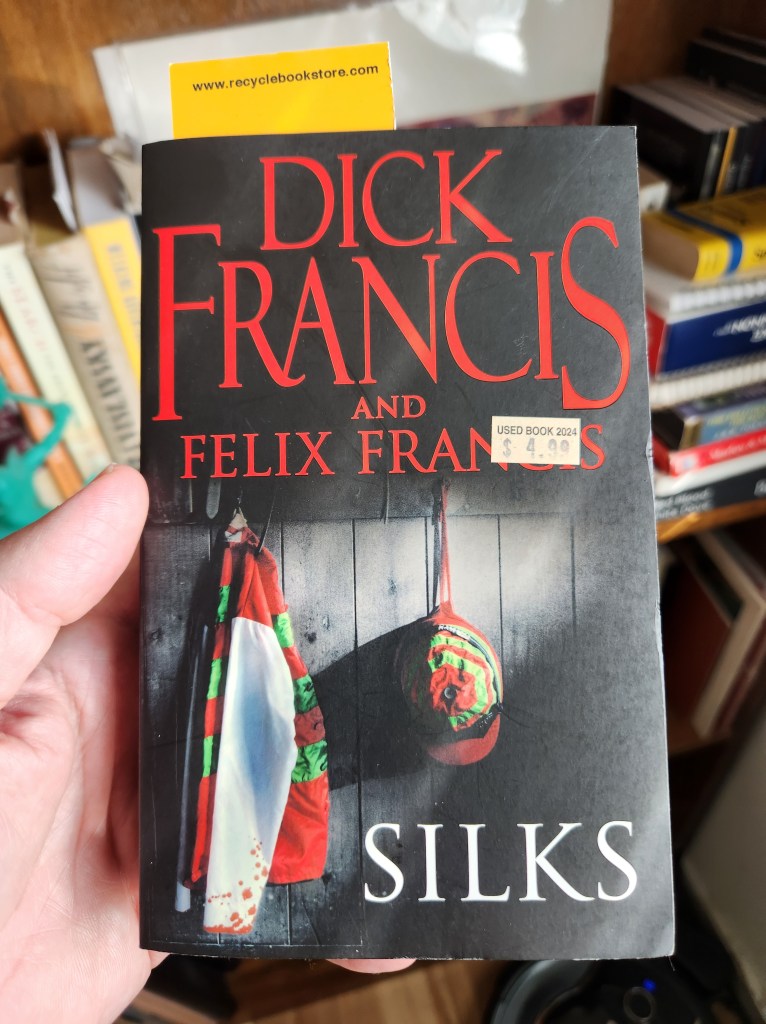 www.recyclebookstore.com
DICK
FRANCIS
AND
FELIX FRANCIS
USED BOOK 2024
$ 4.99
SILKS